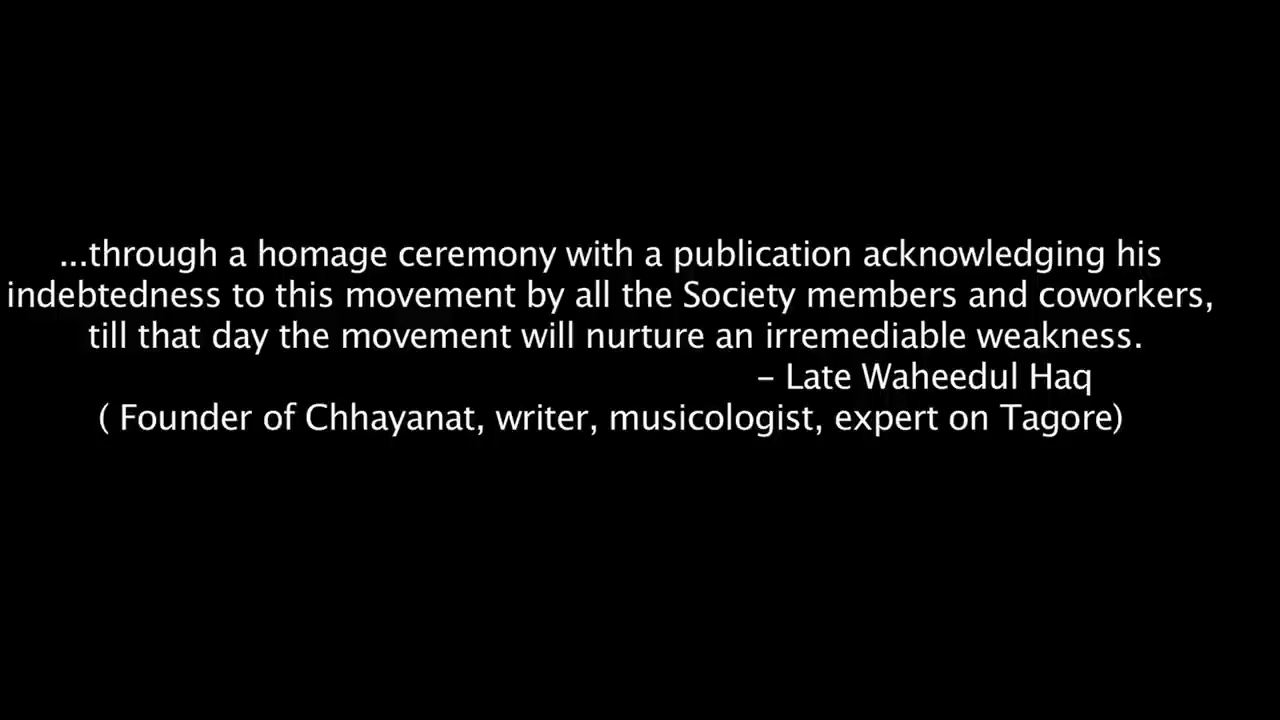 ...through a homage ceremony with a publication acknowledging his
indebtedness to this movement by all the Society members and coworkers,
till that day the movement will nurture an irremediable weakness.
– Late Waheedul Haq
( Founder of Chhayanat, writer, musicologist, expert on Tagore)